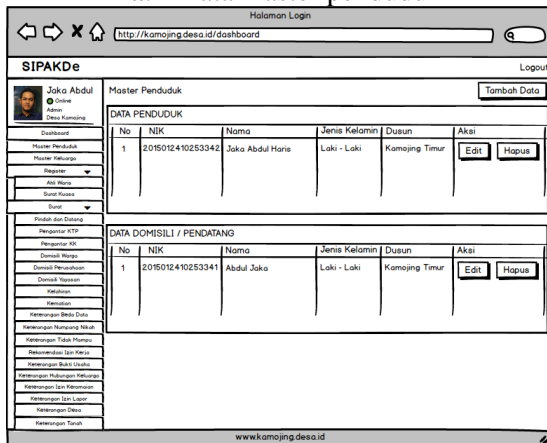 Halaman Login
http://kamojing.desa.id/dashboard
SIPAKDe
Logout
Joka Abdul
Online
Admin
Desa Kamojing
Dashboard
Master Penduduk
Master Keluarga
Register
Ahli Waris
Surat Kuasa
Surat
Pindah dan Datang
Pengantar KTP
Pengantar KK
Domisili Warga
Domisili Perusahaan
Domisili Yayasan
Kelahiran
Kematian
Keterangan Beda Data
Keterangan Numpang Nikah
Keterangan Tidak Mampu
Rekomendasi Izin Kerja
Keterangan Bukti Usaha
Keterangan Hubungan Keluarga
Keterangan Izin Keramaian
Keterangan Izin Lapor
Keterangan Desa
Keterangan Tanah
Master Penduduk
Tambah Data
DATA PENDUDUK
No NIK Nama Jenis Kelamin Dusun Aksi
1 2015012410253342 Joka Abdul Haris Laki - Laki Kamojing Timur Edit Hapus
DATA DOMISILI / PENDATANG
No NIK Nama Jenis Kelamin Dusun Aksi
1 2015012410253341 Abdul Jaka Laki - Laki Kamojing Timur Edit Hapus
www.kamojing.desa.id